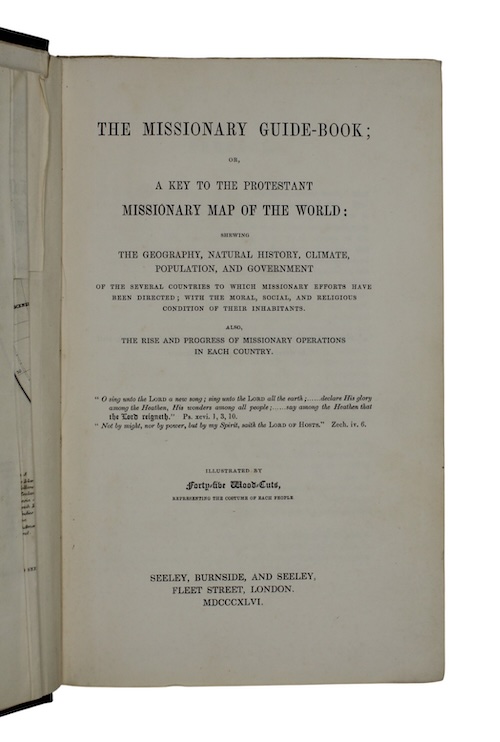 THE MISSIONARY GUIDE-BOOK;
OR,
A KEY TO THE PROTESTANT
MISSIONARY MAP OF THE WORLD:
SHEWING
THE GEOGRAPHY, NATURAL HISTORY, CLIMATE,
POPULATION, AND GOVERNMENT
OF THE SEVERAL COUNTRIES TO WHICH MISSIONARY EFFORTS HAVE
BEEN DIRECTED; WITH THE MORAL, SOCIAL, AND RELIGIOUS
CONDITION OF THEIR INHABITANTS.
ALSO,
THE RISE AND PROGRESS OF MISSIONARY OPERATIONS
IN EACH COUNTRY.
"O sing unto the LORD a new song; sing unto the LORD all the earth;......declare His glory
among the Heathen, His wonders among all people;......say among the Heathen that
the Lord reigneth." Ps. xcvi. 1, 3, 10.
"Not by might, nor by power, but by my Spirit, saith the LORD OF HOSTS." Zech. iv. 6.
ILLUSTRATED BY
Forty-five Wood-Cuts,
REPRESENTING THE COSTUME OF EACH PEOPLE
SEELEY, BURNSIDE, AND SEELEY,
FLEET STREET, LONDON.
MDCCCXLVI.